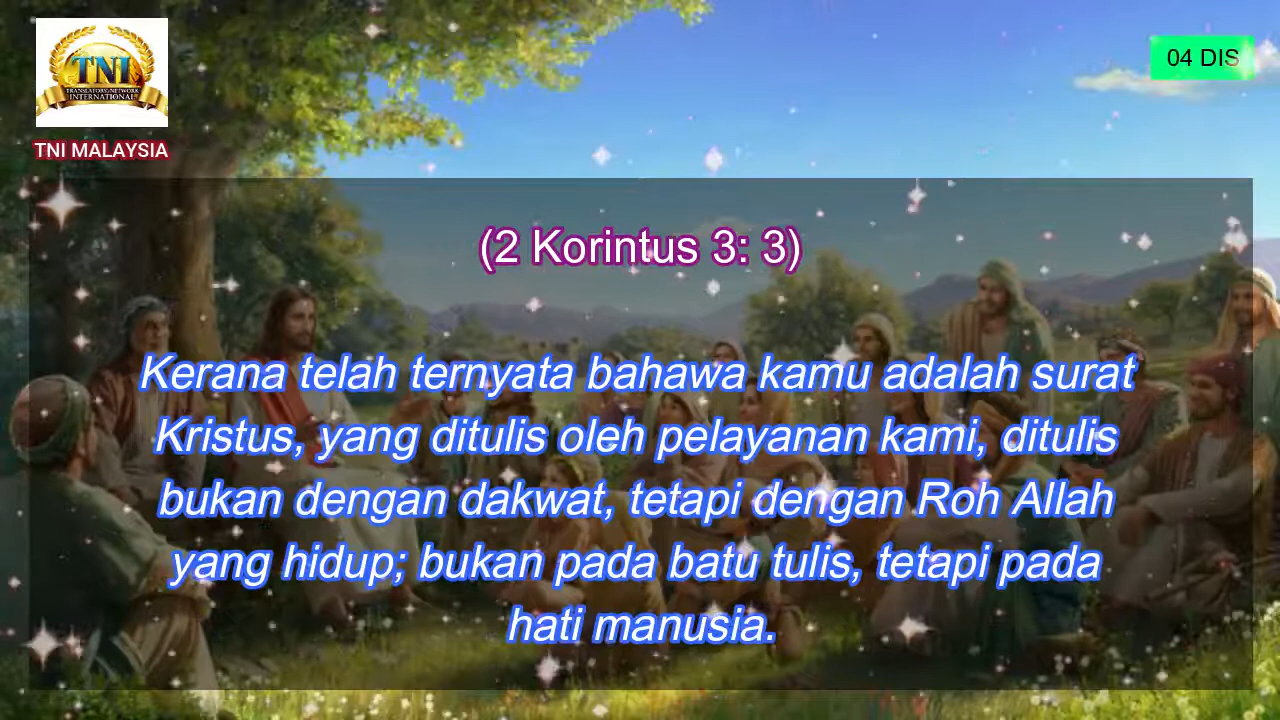 TNI
TRANSLATORY NETWORK
INTERNATIONAL
TNI MALAYSIA
04 DIS
(2 Korintus 3: 3)
Kerana telah ternyata bahawa kamu adalah surat
Kristus, yang ditulis oleh pelayanan kami, ditulis
bukan dengan dakwat, tetapi dengan Roh Allah
yang hidup; bukan pada batu tulis, tetapi pada
hati manusia.